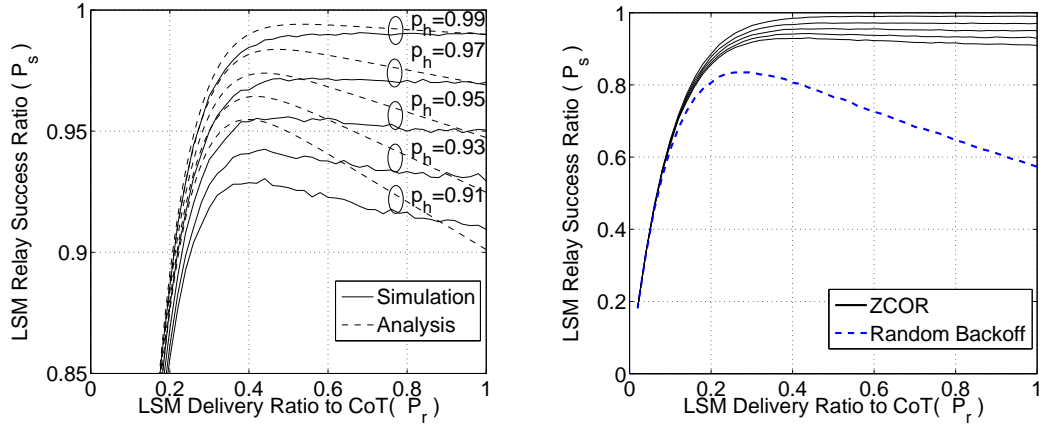 1
0.95
0.9
0.85
0
0.2
0.4
0.6
0.8
1
LSM Relay Success Ratio ( P_s )
LSM Delivery Ratio to CoT( P_r )
p_h=0.99
p_h=0.97
p_h=0.95
p_h=0.93
p_h=0.91
Simulation
Analysis
1
0.8
0.6
0.4
0.2
0
0
0.2
0.4
0.6
0.8
1
LSM Relay Success Ratio ( P_s )
LSM Delivery Ratio to CoT( P_r )
ZCOR
Random Backoff